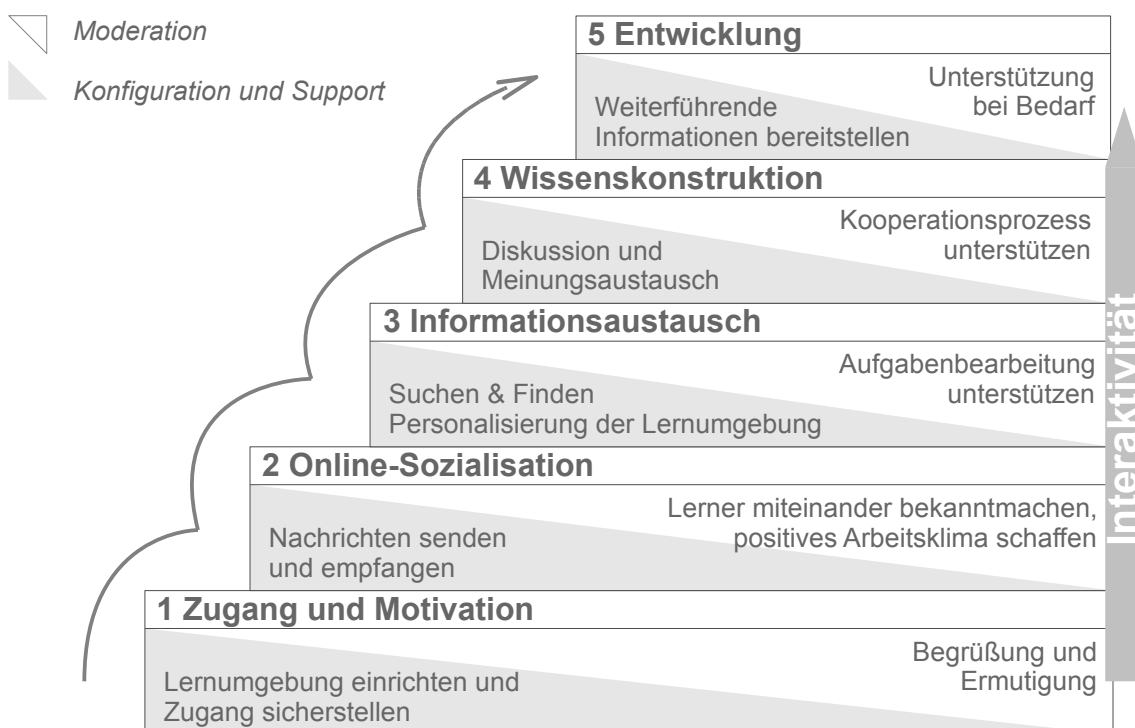 Moderation
Konfiguration und Support
5 Entwicklung
Unterstützung
bei Bedarf
Weiterführende
Informationen bereitstellen
4 Wissenskonstruktion
Kooperationsprozess
unterstützen
Diskussion und
Meinungsaustausch
3 Informationsaustausch
Aufgabenbearbeitung
unterstützen
Suchen & Finden
Personalisierung der Lernumgebung
2 Online-Sozialisation
Lerner miteinander bekanntmachen,
positives Arbeitsklima schaffen
Nachrichten senden
und empfangen
1 Zugang und Motivation
Begrüßung und
Ermutigung
Lernumgebung einrichten und
Zugang sicherstellen
Interaktivität